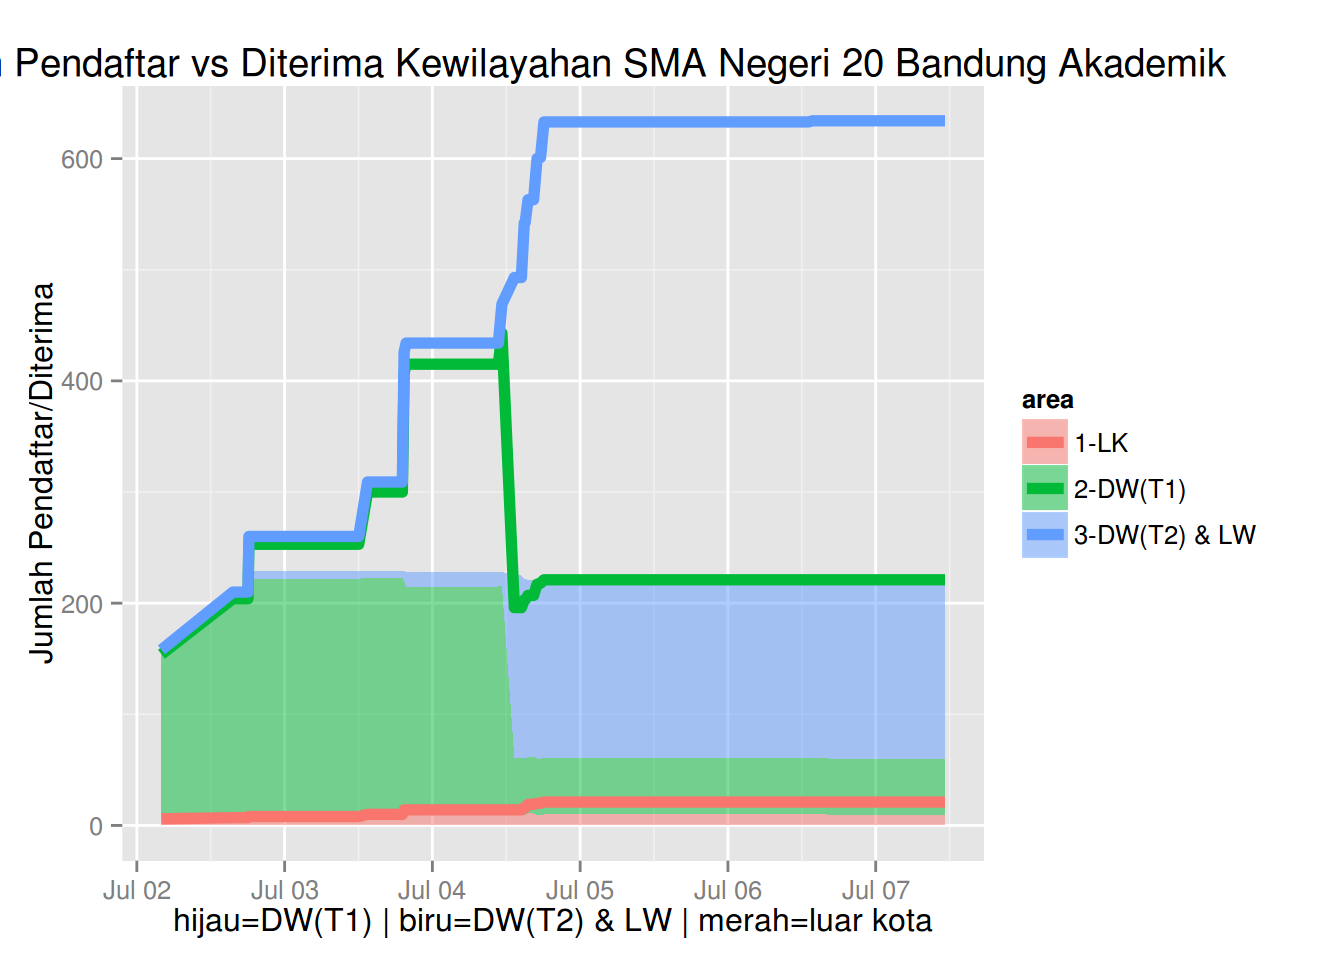 Pendaftar vs Diterima Kewilayahan SMA Negeri 20 Bandung Akademik
Jumlah Pendaftar/Diterima
600
400
200
0
Jul 02
Jul 03
Jul 04
Jul 05
Jul 06
Jul 07
hijau=DW(T1) | biru=DW(T2) & LW | merah=luar kota
area
1-LK
2-DW(T1)
3-DW(T2) & LW